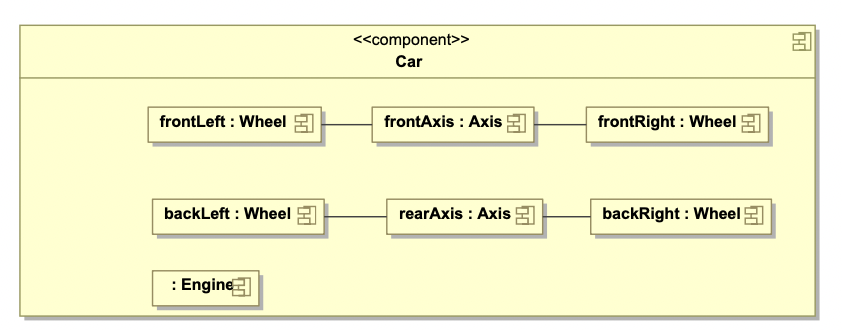 <<component>>
Car
frontLeft : Wheel
frontAxis : Axis
frontRight : Wheel
backLeft : Wheel
rearAxis : Axis
backRight : Wheel
: Engine